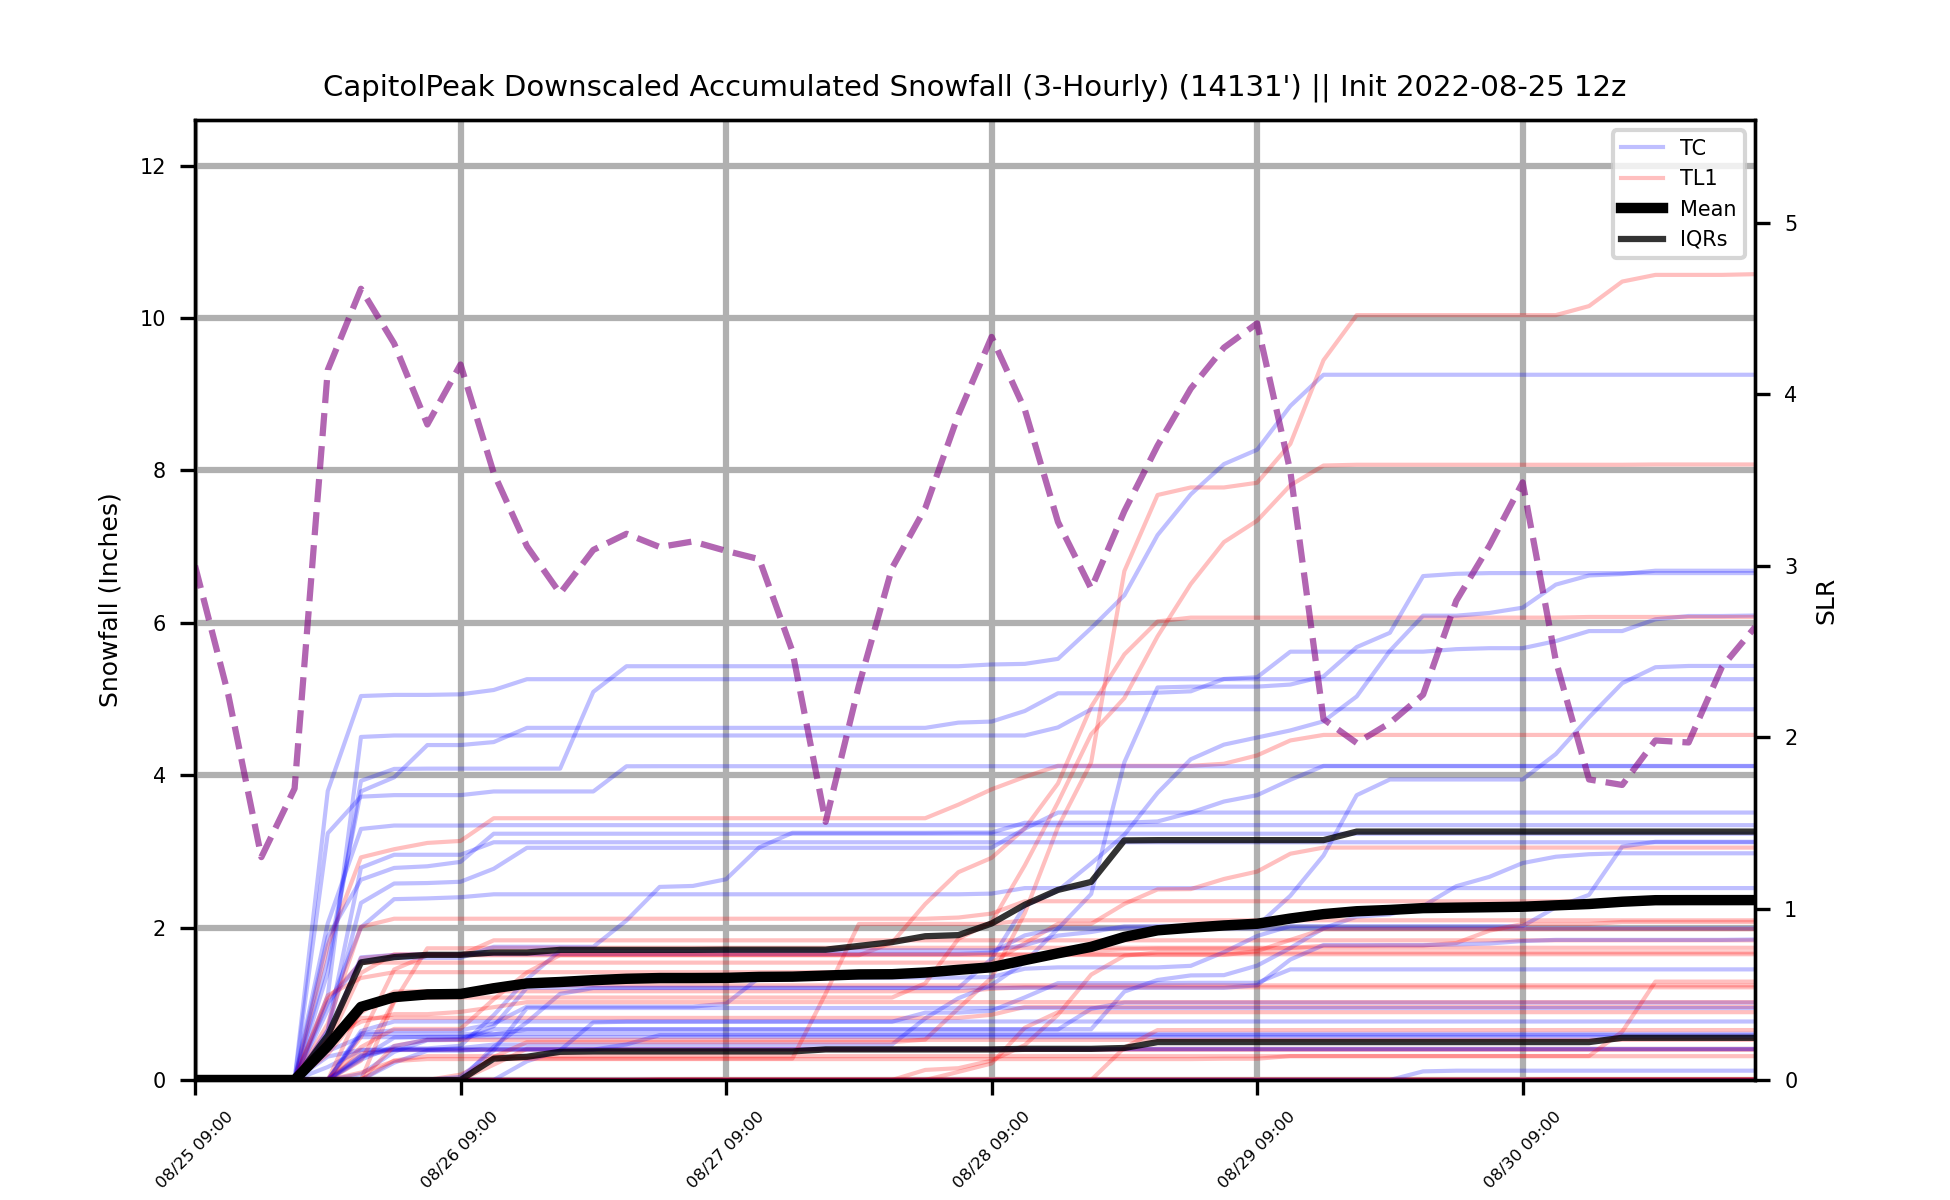 CapitolPeak Downscaled Accumulated Snowfall (3-Hourly) (14131') || Init 2022-08-25 12z
TC
TL1
Mean
IQRs
Snowfall (Inches)
12
10
8
6
4
2
0
SLR
5
4
3
2
1
0
08/25 09:00
08/26 09:00
08/27 09:00
08/28 09:00
08/29 09:00
08/30 09:00